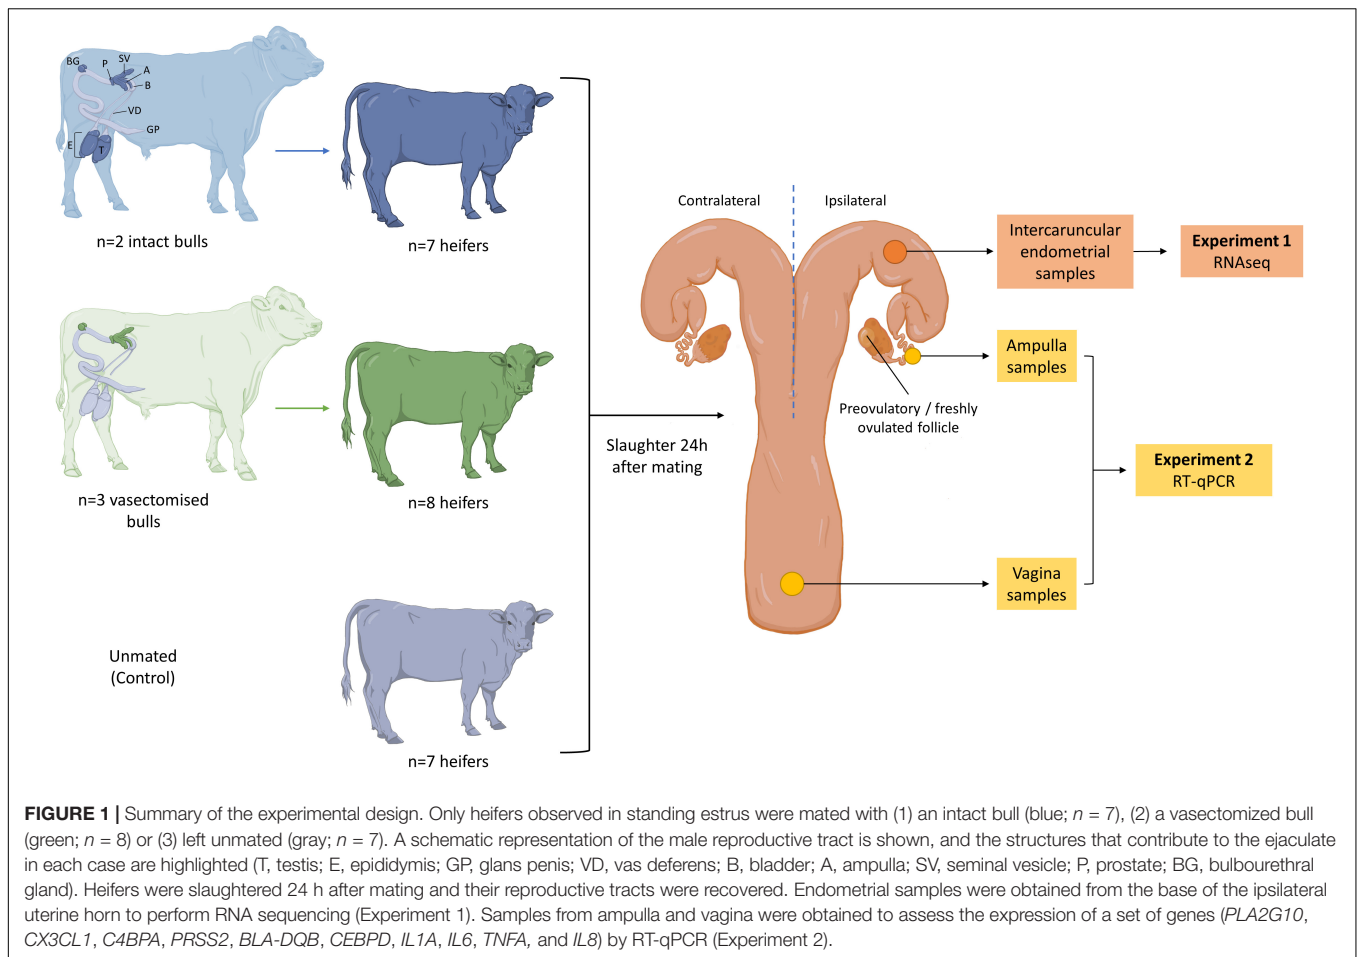 BG
P
SV
A
B
VD
GP
E
T
n=2 intact bulls
n=7 heifers
n=3 vasectomised
bulls
n=8 heifers
Unmated
(Control)
n=7 heifers
Slaughter 24h
after mating
Contralateral
Ipsilateral
Preovulatory / freshly
ovulated follicle
Intercaruncular
endometrial
samples
Experiment 1
RNAseq
Ampulla
samples
Experiment 2
RT-qPCR
Vagina
samples
FIGURE 1 | Summary of the experimental design. Only heifers observed in standing estrus were mated with (1) an intact bull (blue; n = 7), (2) a vasectomized bull
(green; n = 8) or (3) left unmated (gray; n = 7). A schematic representation of the male reproductive tract is shown, and the structures that contribute to the ejaculate
in each case are highlighted (T, testis; E, epididymis; GP, glans penis; VD, vas deferens; B, bladder; A, ampulla; SV, seminal vesicle; P, prostate; BG, bulbourethral
gland). Heifers were slaughtered 24 h after mating and their reproductive tracts were recovered. Endometrial samples were obtained from the base of the ipsilateral
uterine horn to perform RNA sequencing (Experiment 1). Samples from ampulla and vagina were obtained to assess the expression of a set of genes (PLA2G10,
CX3CL1, C4BPA, PRSS2, BLA-DQB, CEBPD, IL1A, IL6, TNFA, and IL8) by RT-qPCR (Experiment 2).